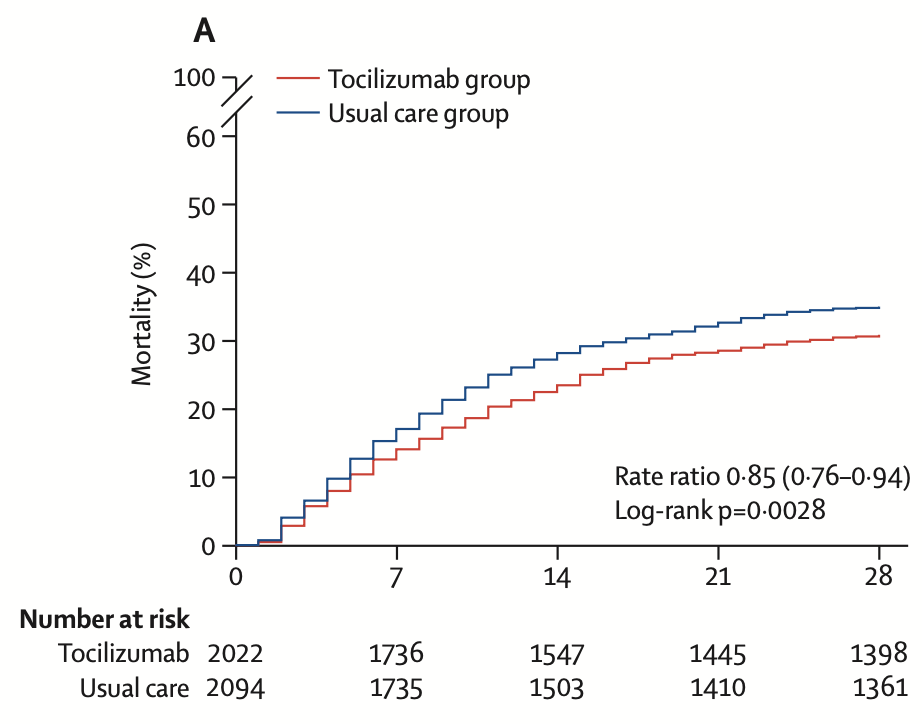 A
100
Tocilizumab group
Usual care group
60
50
40
30
20
10
0
Mortality (%)
Rate ratio 0·85 (0·76–0·94)
Log-rank p=0·0028
0 7 14 21 28
Number at risk
Tocilizumab 2022 1736 1547 1445 1398
Usual care 2094 1735 1503 1410 1361